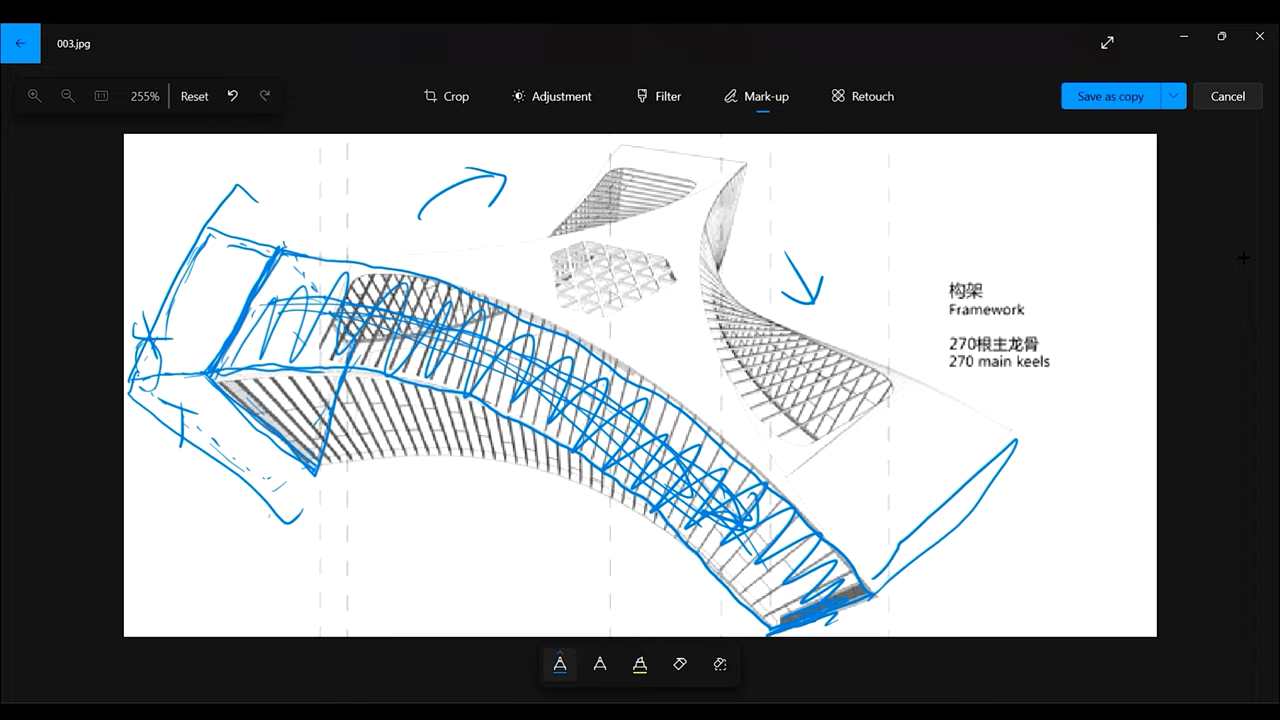 003.jpg
255%
Reset
Crop
Adjustment
Filter
Mark-up
Retouch
Save as copy
Cancel
构架
Framework
270根主龙骨
270 main keels